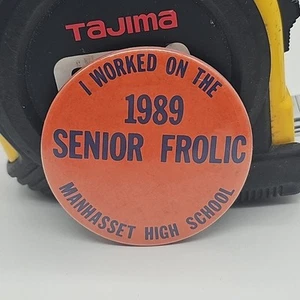 TAJIMA
I WORKED ON THE
1989
SENIOR FROLIC
MANHASSET HIGH SCHOOL